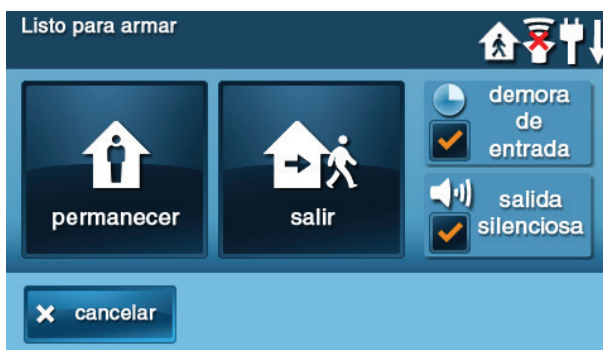 Listo para armar
permanecer
salir
demora
de
entrada
salida
silenciosa
cancelar